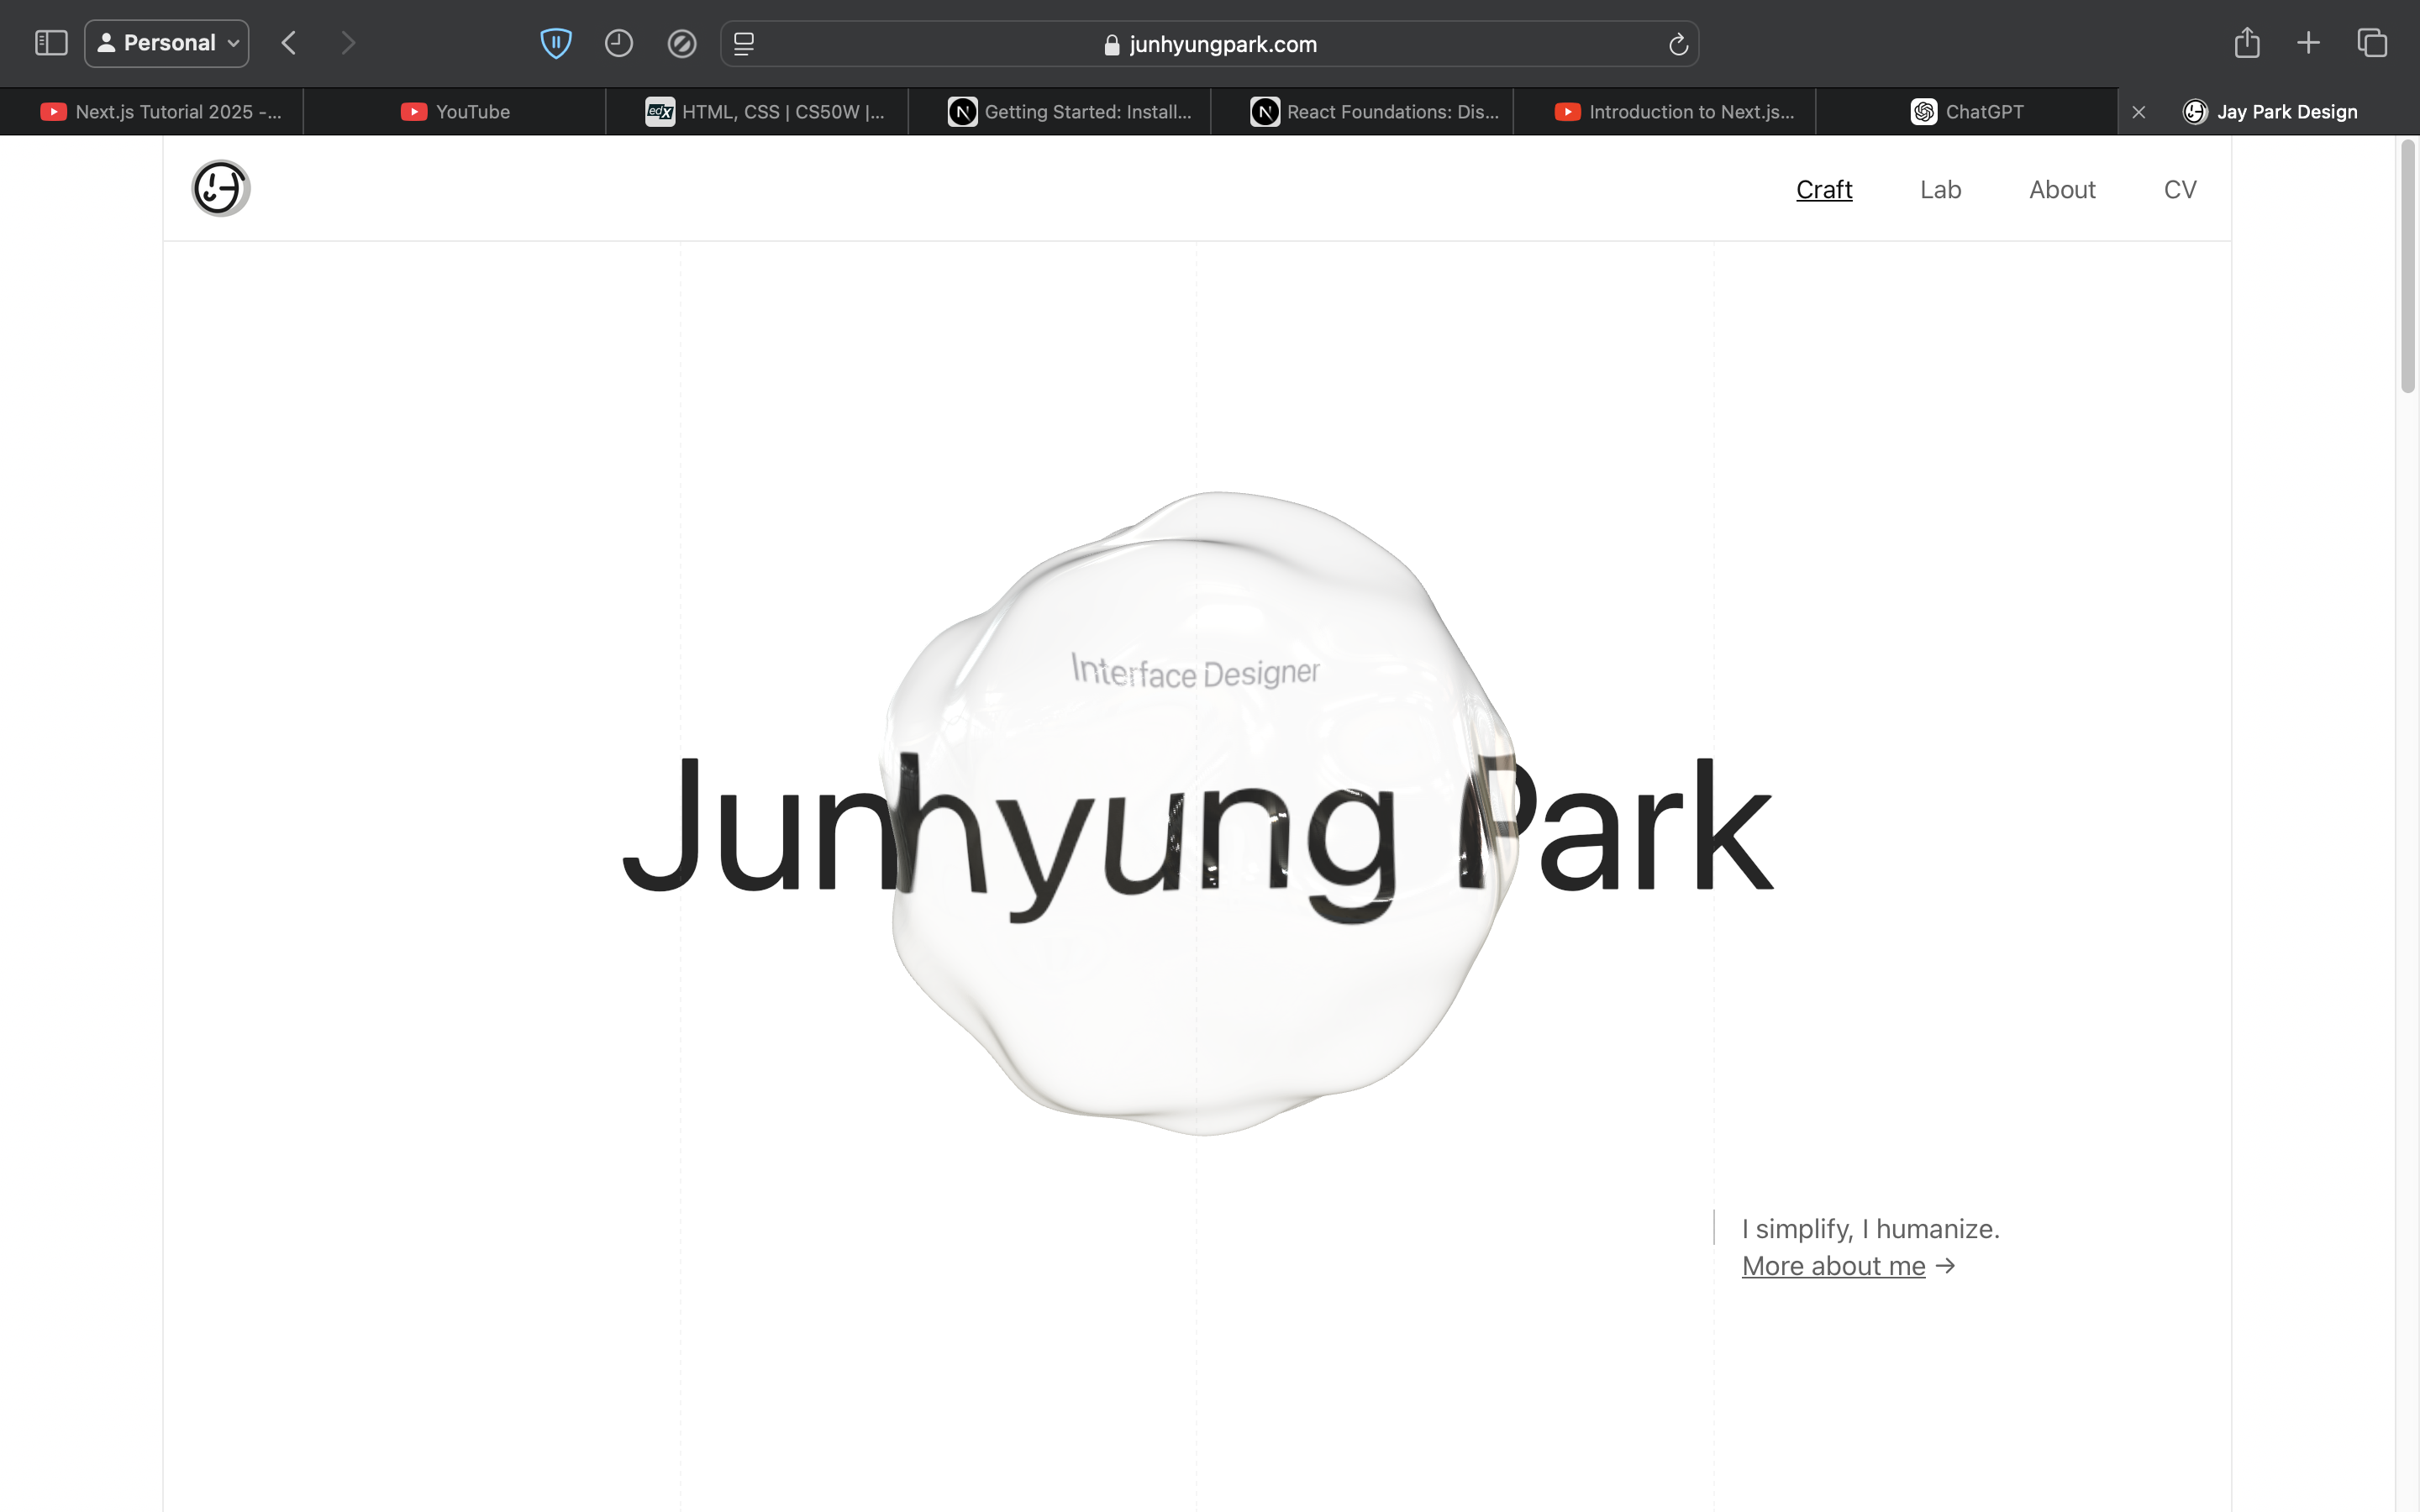 Personal
junhyungpark.com
Next.js Tutorial 2025 -...
YouTube
HTML, CSS | CS50W |...
Getting Started: Install...
React Foundations: Dis...
Introduction to Next.js...
ChatGPT
Jay Park Design
Craft
Lab
About
CV
Interface Designer
Junhyung Park
I simplify, I humanize.
More about me →